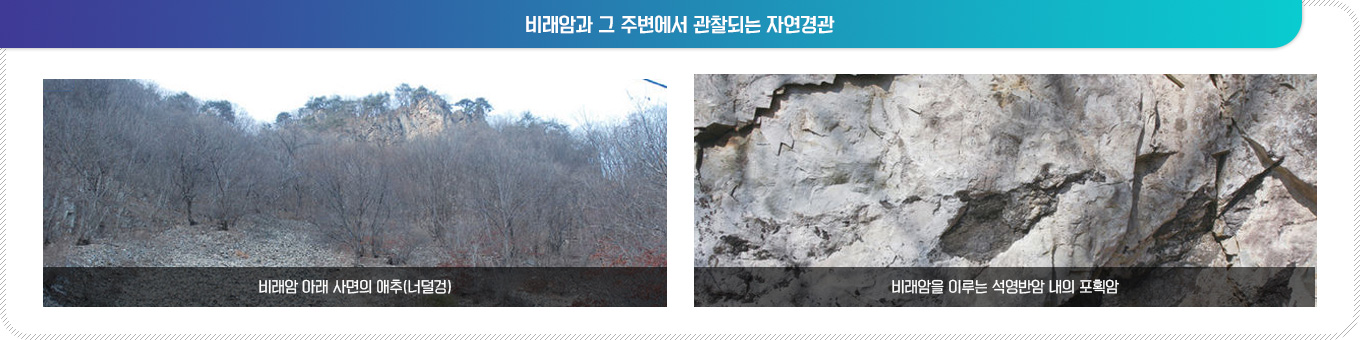 비래암과 그 주변에서 관찰되는 자연경관
비래암 아래 사면의 애추(너덜겅)
비래암을 이루는 석영반암 내의 포획암